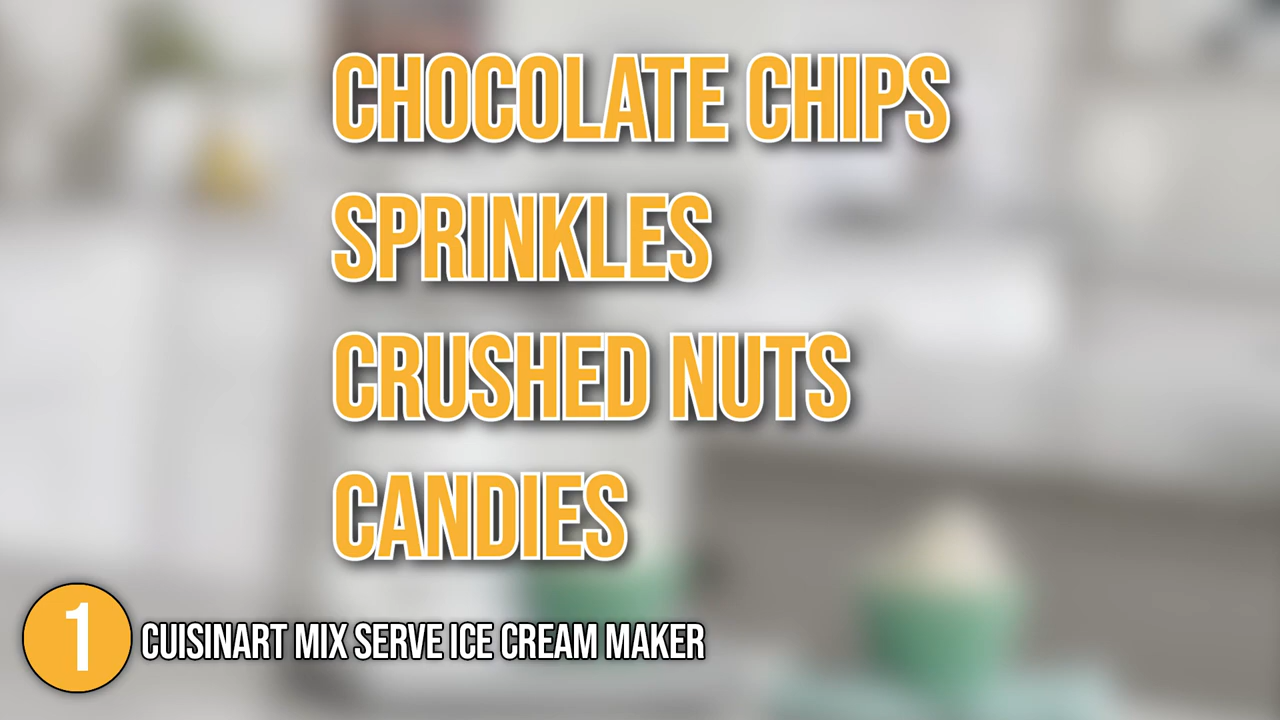 CHOCOLATE CHIPS
SPRINKLES
CRUSHED NUTS
CANDIES
1 CUISINART MIX SERVE ICE CREAM MAKER